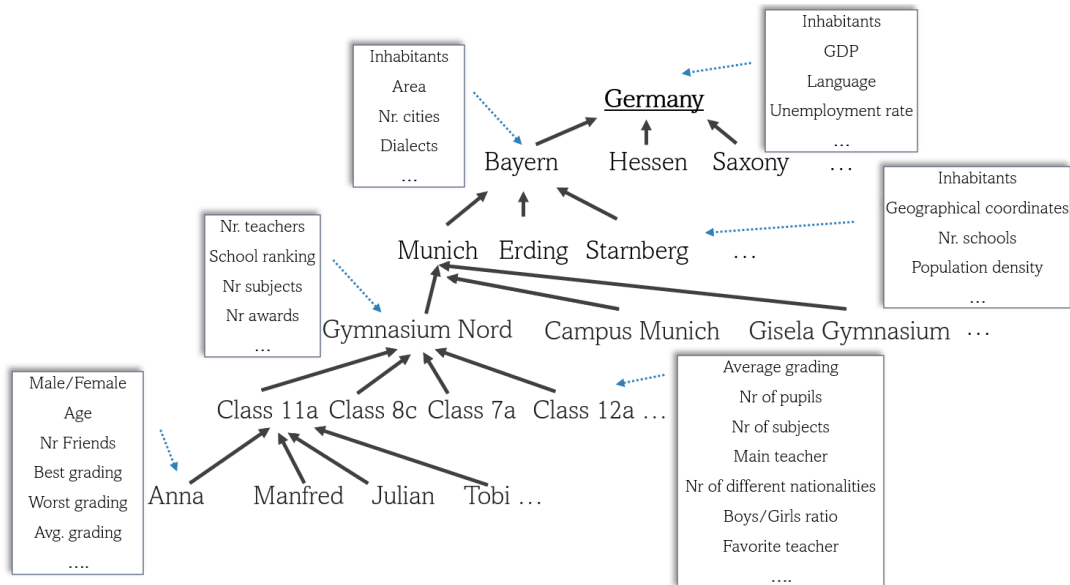 Inhabitants
GDP
Language
Unemployment rate
...
Inhabitants
Area
Nr. cities
Dialects
...
Germany
Bayern
Hessen
Saxony
...
Inhabitants
Geographical coordinates
Nr. schools
Population density
...
Nr. teachers
School ranking
Nr subjects
Nr awards
...
Munich
Erding
Starnberg
...
Gymnasium Nord
Campus Munich
Gisela Gymnasium
...
Average grading
Nr of pupils
Nr of subjects
Main teacher
Nr of different nationalities
Boys/Girls ratio
Favorite teacher
....
Male/Female
Age
Nr Friends
Best grading
Worst grading
Avg. grading
....
Class 11a
Class 8c
Class 7a
Class 12a ...
Anna
Manfred
Julian
Tobi ...